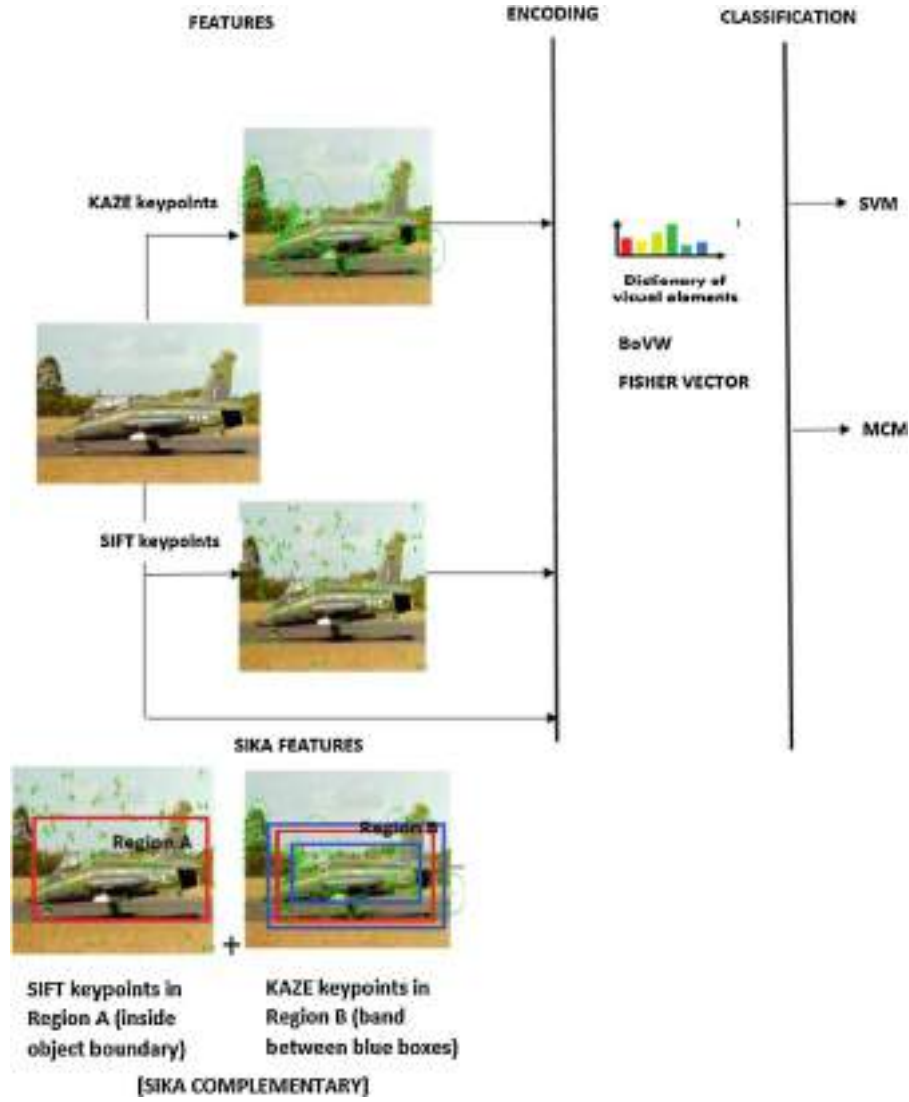 FEATURES
ENCODING
CLASSIFICATION
KAZE keypoints
SVM
Dictionary of
visual elements
BoVW
FISHER VECTOR
MCM
SIFT keypoints
SIKA FEATURES
Region A
Region B
+
SIFT keypoints in
Region A (inside
object boundary)
KAZE keypoints in
Region B (band
between blue boxes)
[SIKA COMPLEMENTARY]